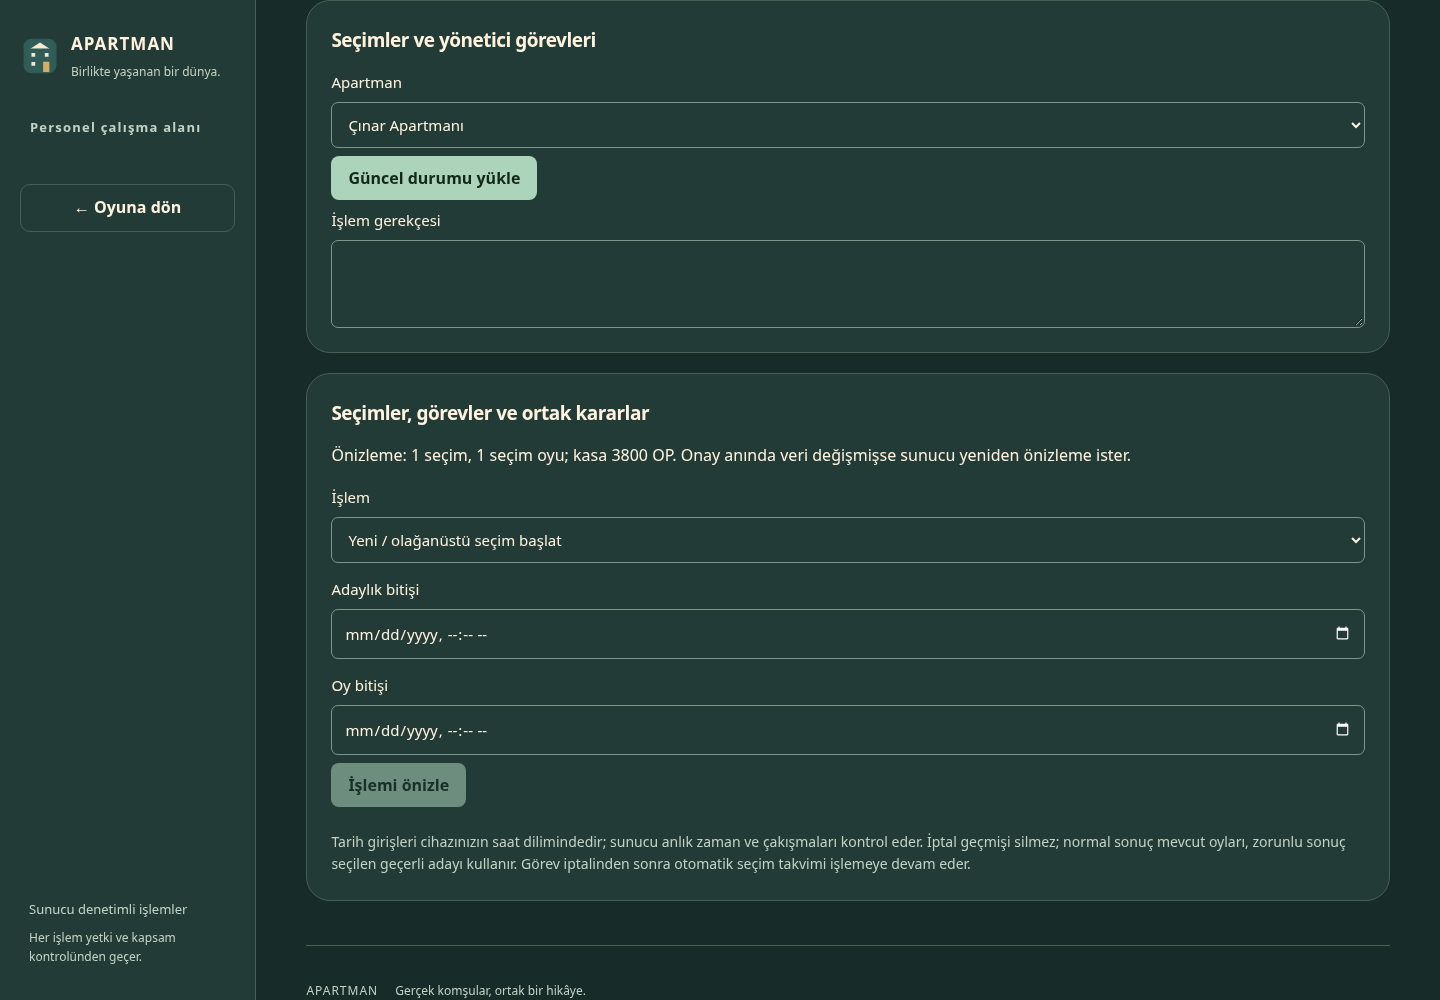 APARTMAN
Birlikte yaşanan bir dünya.
Personel çalışma alanı
← Oyuna dön
Sunucu denetimli işlemler
Her işlem yetki ve kapsam
kontrolünden geçer.
Seçimler ve yönetici görevleri
Apartman
Çınar Apartmanı
Güncel durumu yükle
İşlem gerekçesi
Seçimler, görevler ve ortak kararlar
Önizleme: 1 seçim, 1 seçim oyu; kasa 3800 OP. Onay anında veri değişmişse sunucu yeniden önizleme ister.
İşlem
Yeni / olağanüstü seçim başlat
Adaylık bitişi
mm/dd/yyyy, --:-- --
Oy bitişi
mm/dd/yyyy, --:-- --
İşlemi önizle
Tarih girişleri cihazınızın saat dilimindedir; sunucu anlık zaman ve çakışmaları kontrol eder. İptal geçmişi silmez; normal sonuç mevcut oyları, zorunlu sonuç
seçilen geçerli adayı kullanır. Görev iptalinden sonra otomatik seçim takvimi işlemeye devam eder.
APARTMAN Gerçek komşular, ortak bir hikâye.